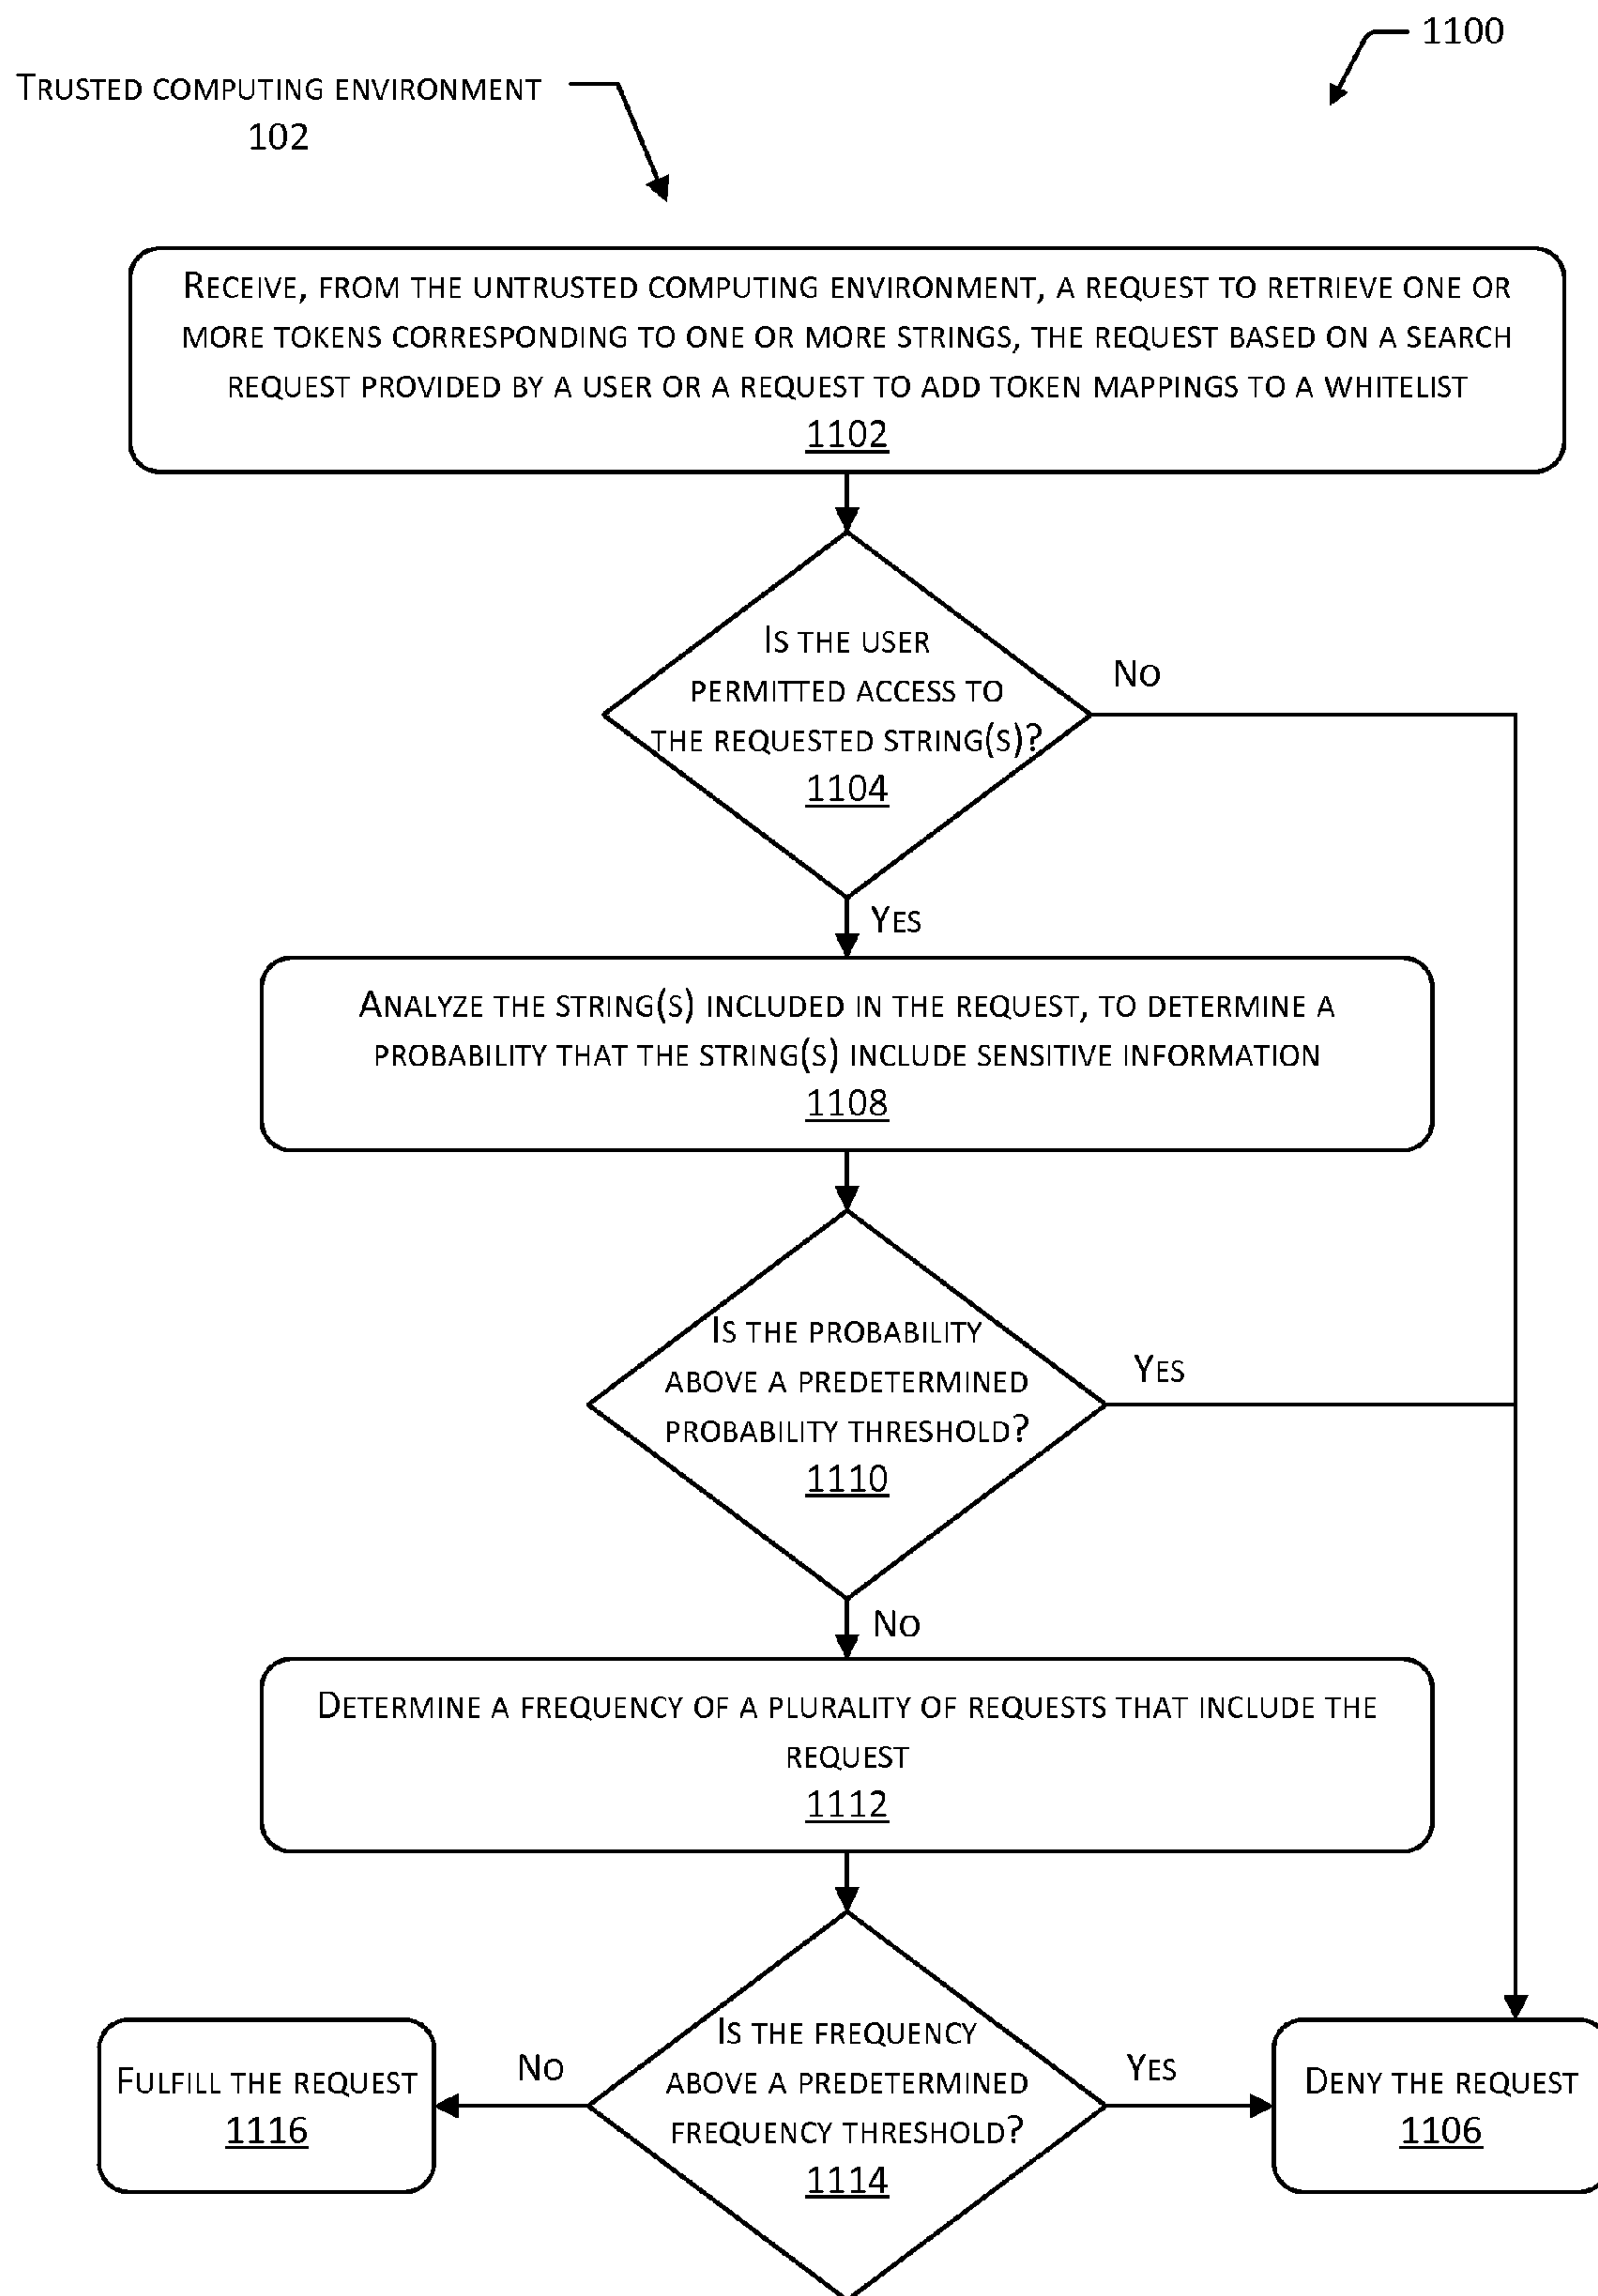 1100
Trusted computing environment
102
Receive, from the untrusted computing environment, a request to retrieve one or
more tokens corresponding to one or more strings, the request based on a search
request provided by a user or a request to add token mappings to a whitelist
1102
Is the user
permitted access to
the requested string(s)?
1104
No
Yes
Analyze the string(s) included in the request, to determine a
probability that the string(s) include sensitive information
1108
Is the probability
above a predetermined
probability threshold?
1110
Yes
No
Determine a frequency of a plurality of requests that include the
request
1112
Is the frequency
above a predetermined
frequency threshold?
1114
No
Yes
Fulfill the request
1116
Deny the request
1106